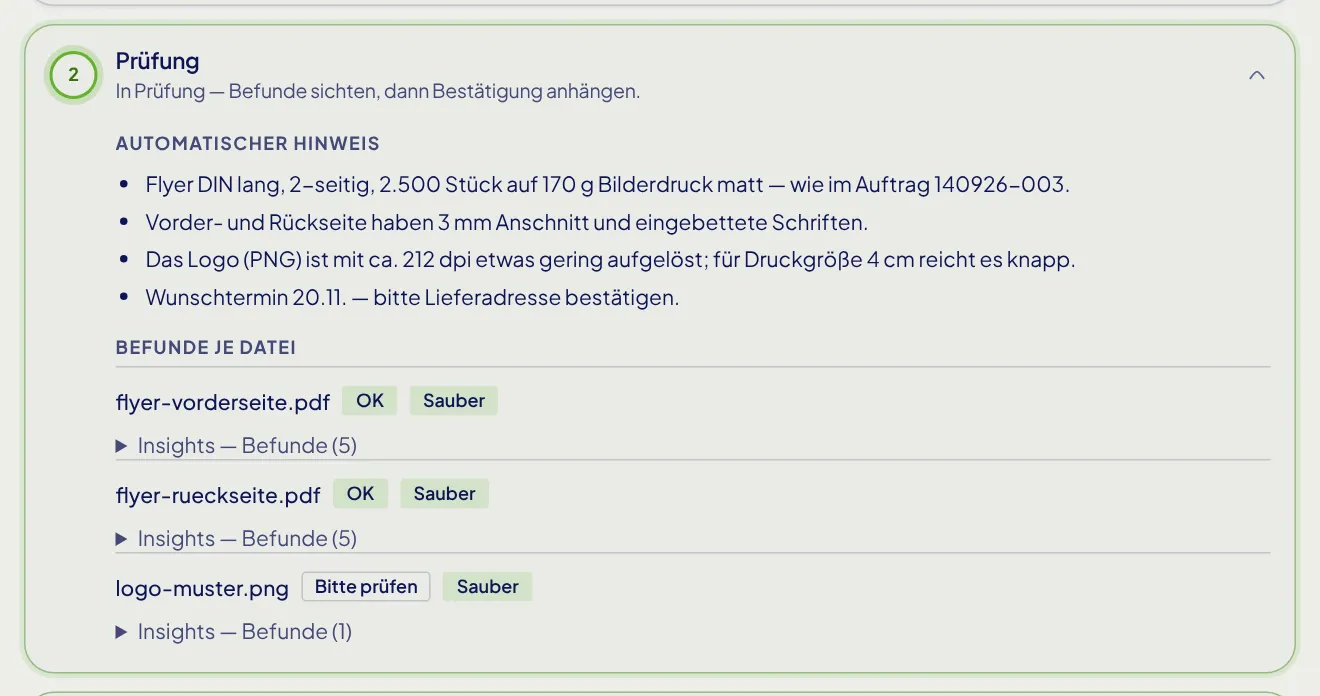 2
Prüfung
In Prüfung — Befunde sichten, dann Bestätigung anhängen.
AUTOMATISCHER HINWEIS
• Flyer DIN lang, 2-seitig, 2.500 Stück auf 170 g Bilderdruck matt — wie im Auftrag 140926-003.
• Vorder- und Rückseite haben 3 mm Anschnitt und eingebettete Schriften.
• Das Logo (PNG) ist mit ca. 212 dpi etwas gering aufgelöst; für Druckgröße 4 cm reicht es knapp.
• Wunschtermin 20.11. — bitte Lieferadresse bestätigen.
BEFUNDE JE DATEI
flyer-vorderseite.pdf OK Sauber
▶ Insights — Befunde (5)
flyer-rueckseite.pdf OK Sauber
▶ Insights — Befunde (5)
logo-muster.png Bitte prüfen Sauber
▶ Insights — Befunde (1)